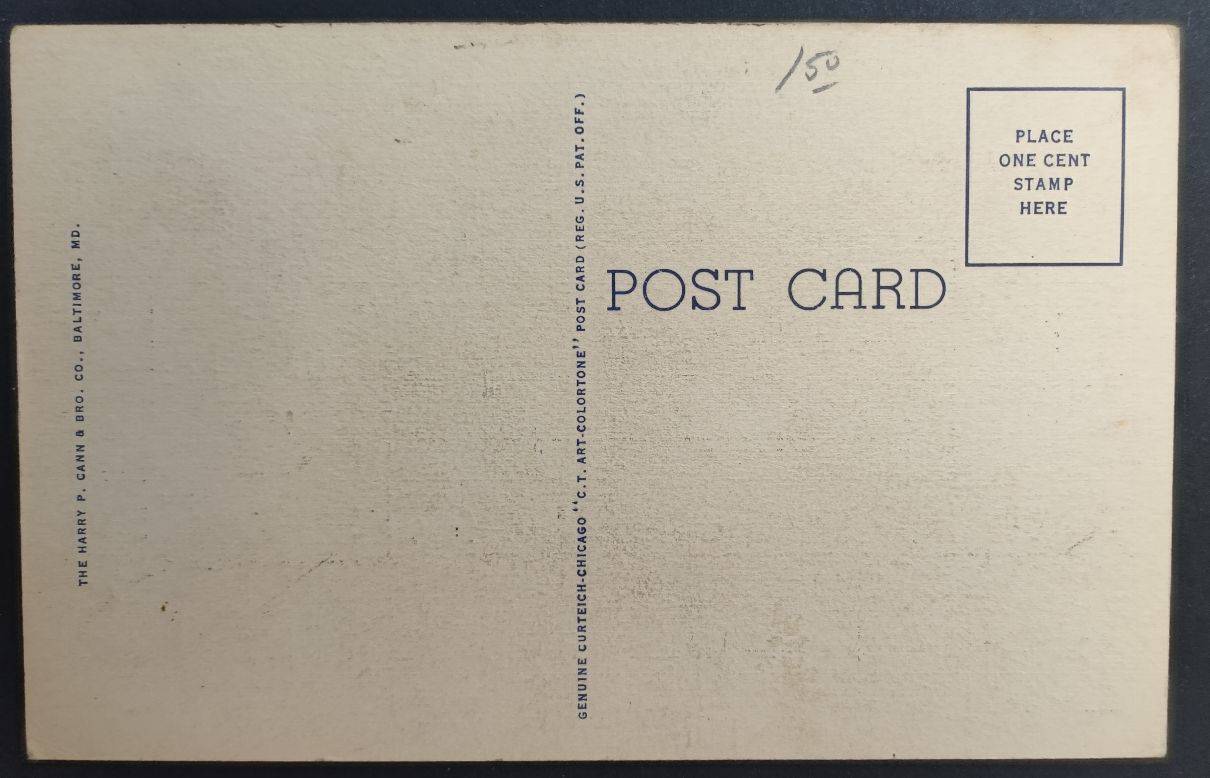 THE HARRY P. CANN & BRO. CO., BALTIMORE, MD.
GENUINE CURTEICH-CHICAGO "C.T. ART-COLORTONE" POST CARD (REG. U.S. PAT. OFF.)
150
PLACE
ONE CENT
STAMP
HERE
POST CARD